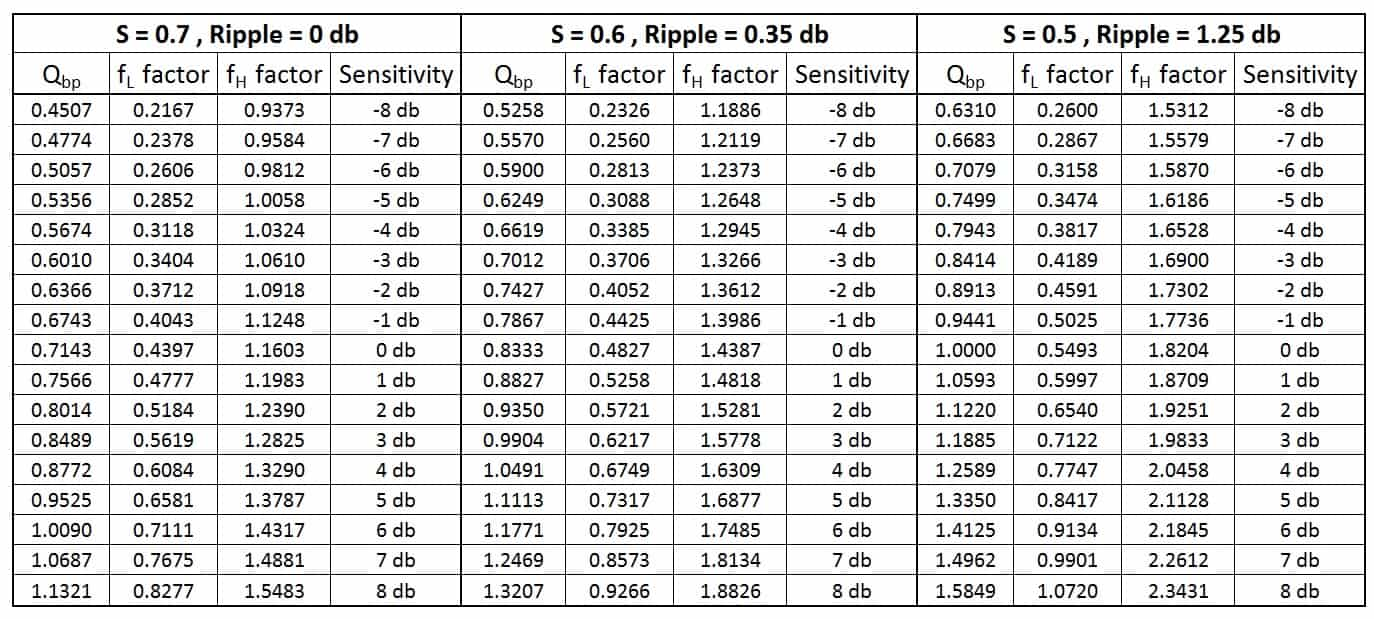 S = 0.7 , Ripple = 0 db S = 0.6 , Ripple = 0.35 db S = 0.5 , Ripple = 1.25 db
Qbp fL factor fH factor Sensitivity Qbp fL factor fH factor Sensitivity Qbp fL factor fH factor Sensitivity
0.4507 0.2167 0.9373 -8 db 0.5258 0.2326 1.1886 -8 db 0.6310 0.2600 1.5312 -8 db
0.4774 0.2378 0.9584 -7 db 0.5570 0.2560 1.2119 -7 db 0.6683 0.2867 1.5579 -7 db
0.5057 0.2606 0.9812 -6 db 0.5900 0.2813 1.2373 -6 db 0.7079 0.3158 1.5870 -6 db
0.5356 0.2852 1.0058 -5 db 0.6249 0.3088 1.2648 -5 db 0.7499 0.3474 1.6186 -5 db
0.5674 0.3118 1.0324 -4 db 0.6619 0.3385 1.2945 -4 db 0.7943 0.3817 1.6528 -4 db
0.6010 0.3404 1.0610 -3 db 0.7012 0.3706 1.3266 -3 db 0.8414 0.4189 1.6900 -3 db
0.6366 0.3712 1.0918 -2 db 0.7427 0.4052 1.3612 -2 db 0.8913 0.4591 1.7302 -2 db
0.6743 0.4043 1.1248 -1 db 0.7867 0.4425 1.3986 -1 db 0.9441 0.5025 1.7736 -1 db
0.7143 0.4397 1.1603 0 db 0.8333 0.4827 1.4387 0 db 1.0000 0.5493 1.8204 0 db
0.7566 0.4777 1.1983 1 db 0.8827 0.5258 1.4818 1 db 1.0593 0.5997 1.8709 1 db
0.8014 0.5184 1.2390 2 db 0.9350 0.5721 1.5281 2 db 1.1220 0.6540 1.9251 2 db
0.8489 0.5619 1.2825 3 db 0.9904 0.6217 1.5778 3 db 1.1885 0.7122 1.9833 3 db
0.8772 0.6084 1.3290 4 db 1.0491 0.6749 1.6309 4 db 1.2589 0.7747 2.0458 4 db
0.9525 0.6581 1.3787 5 db 1.1113 0.7317 1.6877 5 db 1.3350 0.8417 2.1128 5 db
1.0090 0.7111 1.4317 6 db 1.1771 0.7925 1.7485 6 db 1.4125 0.9134 2.1845 6 db
1.0687 0.7675 1.4881 7 db 1.2469 0.8573 1.8134 7 db 1.4962 0.9901 2.2612 7 db
1.1321 0.8277 1.5483 8 db 1.3207 0.9266 1.8826 8 db 1.5849 1.0720 2.3431 8 db